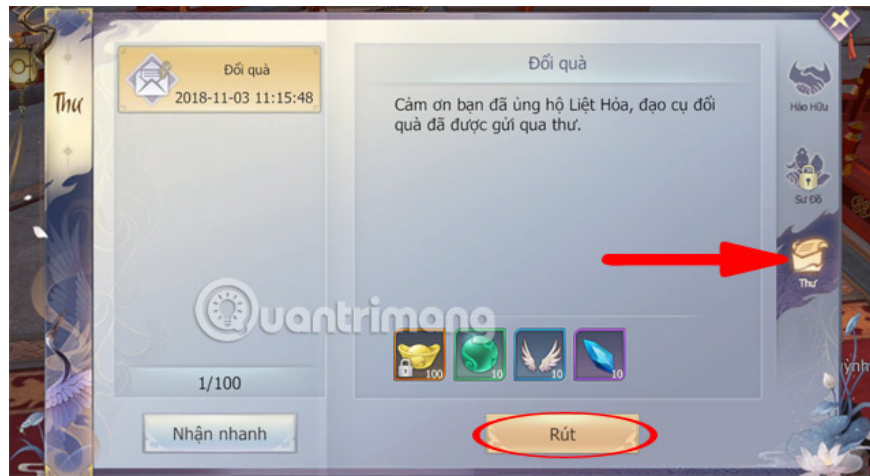 Thư
Đổi quà
2018-11-03 11:15:48
1/100
Nhận nhanh
Đổi quà
Cảm ơn bạn đã ủng hộ Liệt Hỏa, đạo cụ đổi
quà đã được gửi qua thư.
100
10
10
10
Rút
Hảo Hữu
Sư Đồ
Thư
Quantrimang